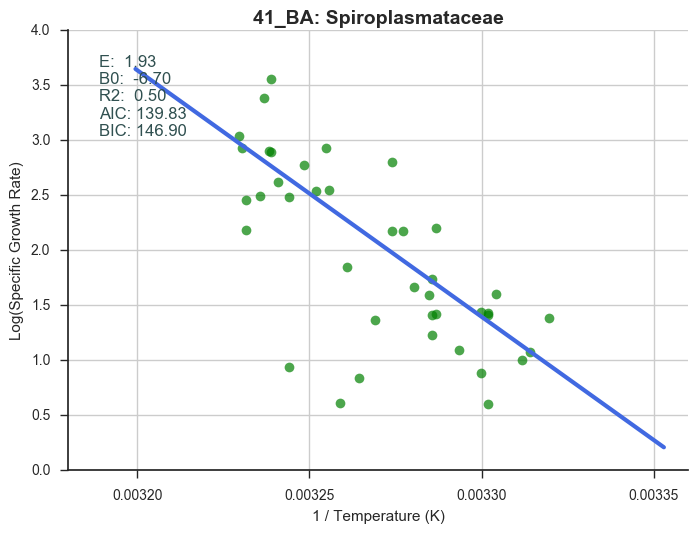 41_BA: Spiroplasmataceae
4.0
3.5
3.0
2.5
2.0
1.5
1.0
0.5
0.0
Log(Specific Growth Rate)
E: 1.93
B0: -6.70
R2: 0.50
AIC: 139.83
BIC: 146.90
0.00320 0.00325 0.00330 0.00335
1 / Temperature (K)